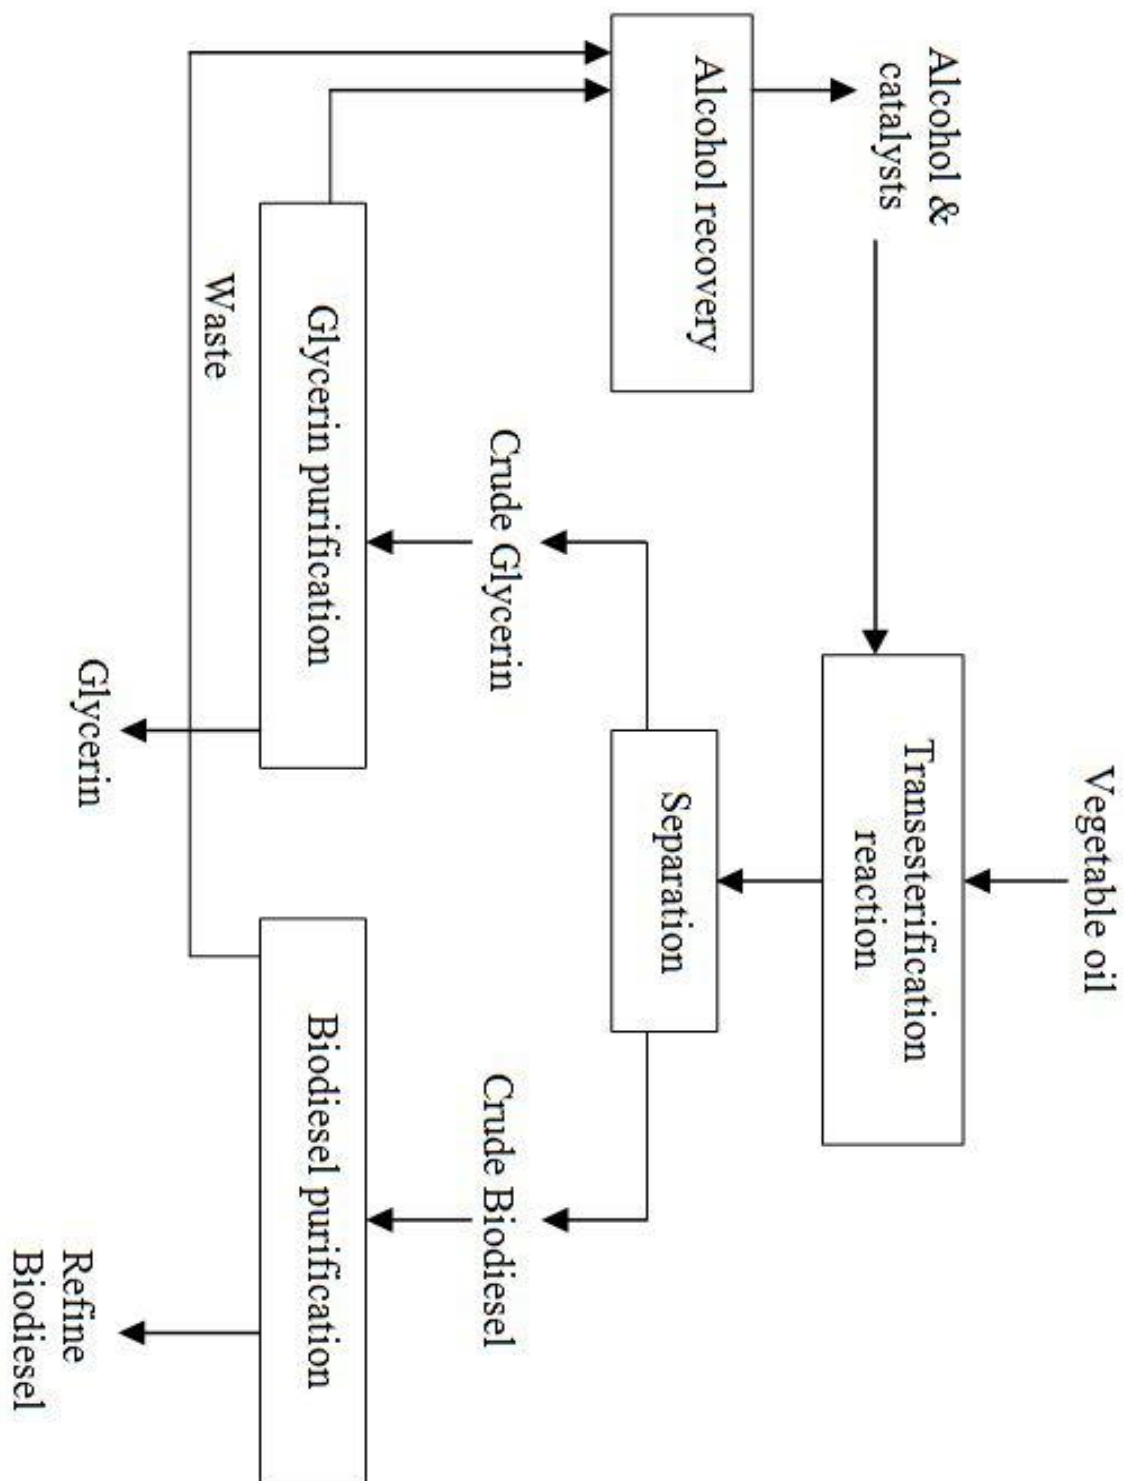 Vegetable oil
Alcohol &
catalysts
Transesterification
reaction
Alcohol recovery
Separation
Crude Glycerin
Crude Biodiesel
Glycerin purification
Biodiesel purification
Waste
Glycerin
Refine
Biodiesel